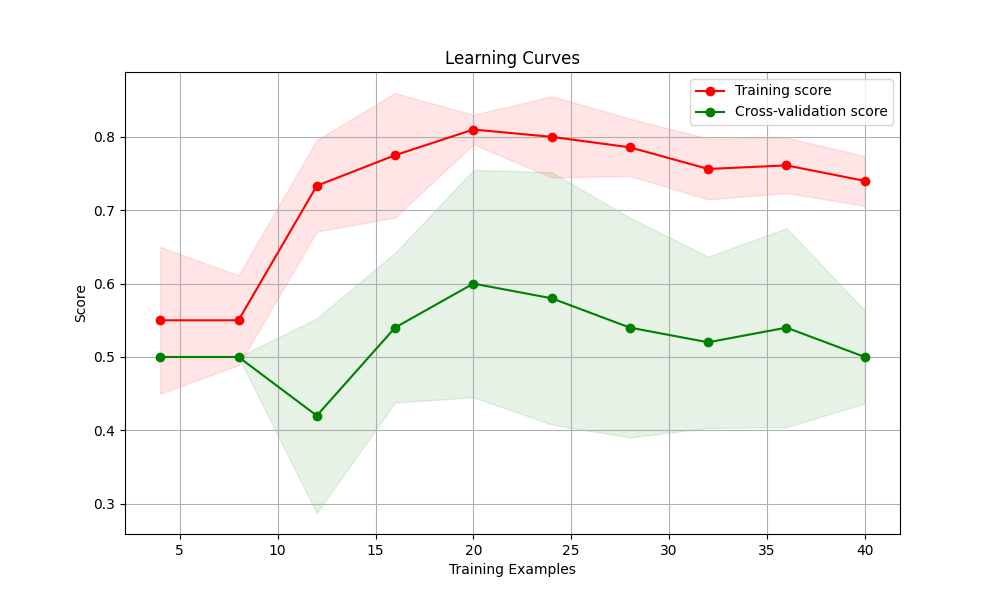 Learning Curves
Training score
Cross-validation score
0.8
0.7
0.6
0.5
0.4
0.3
Score
5 10 15 20 25 30 35 40
Training Examples